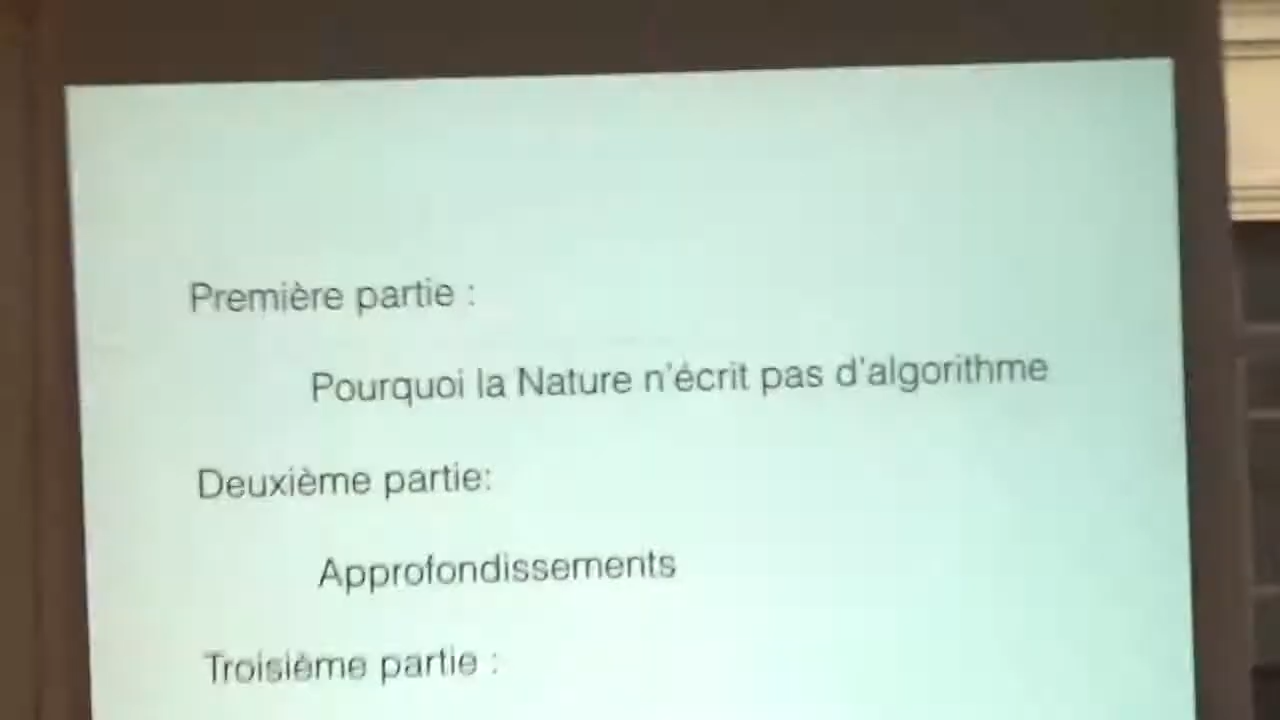 Première partie :
Pourquoi la Nature n'écrit pas d'algorithme
Deuxième partie:
Approfondissements
Troisième partie :